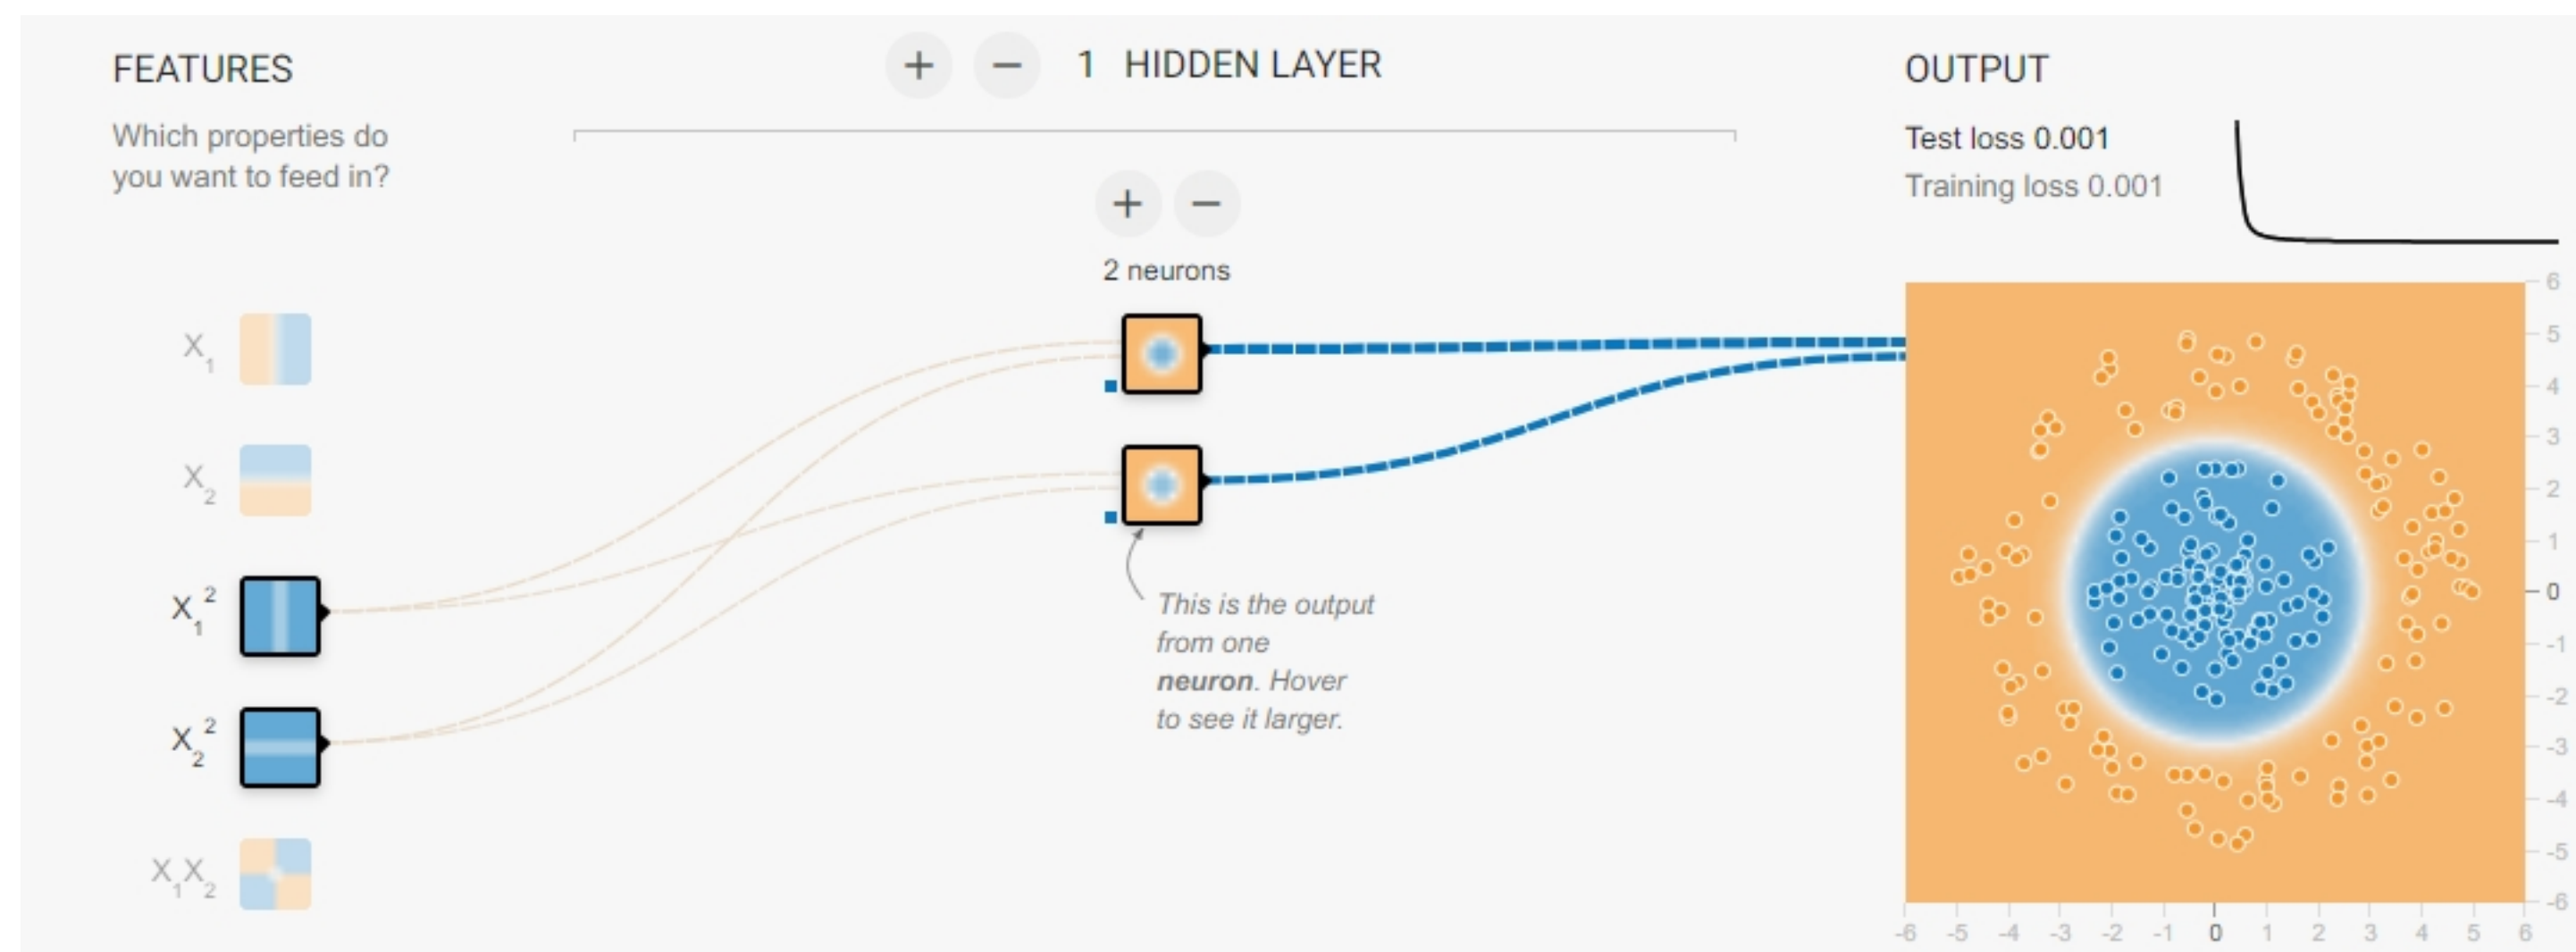 FEATURES
Which properties do
you want to feed in?
+ − 1 HIDDEN LAYER
+ −
2 neurons
X₁
X₂
X₁²
X₂²
X₁X₂
This is the output
from one
neuron. Hover
to see it larger.
OUTPUT
Test loss 0.001
Training loss 0.001
6
5
4
3
2
1
0
-1
-2
-3
-4
-5
-6
-6 -5 -4 -3 -2 -1 0 1 2 3 4 5 6